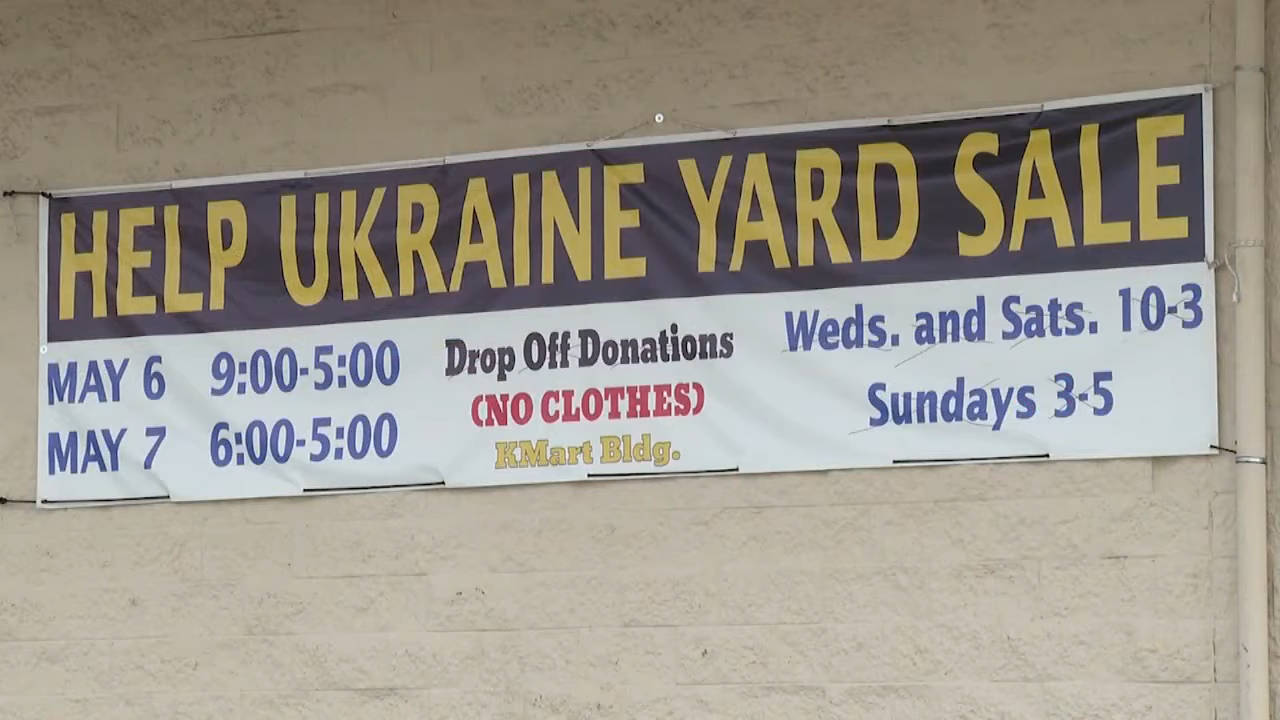 HELP UKRAINE YARD SALE
MAY 6 9:00-5:00
MAY 7 6:00-5:00
Drop Off Donations
(NO CLOTHES)
KMart Bldg.
Weds. and Sats. 10-3
Sundays 3-5